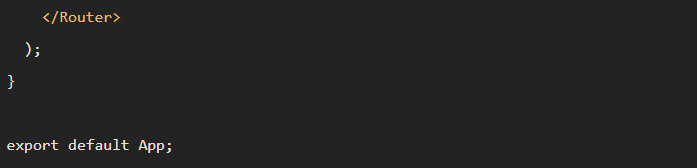 </Router>
  );
}

export default App;